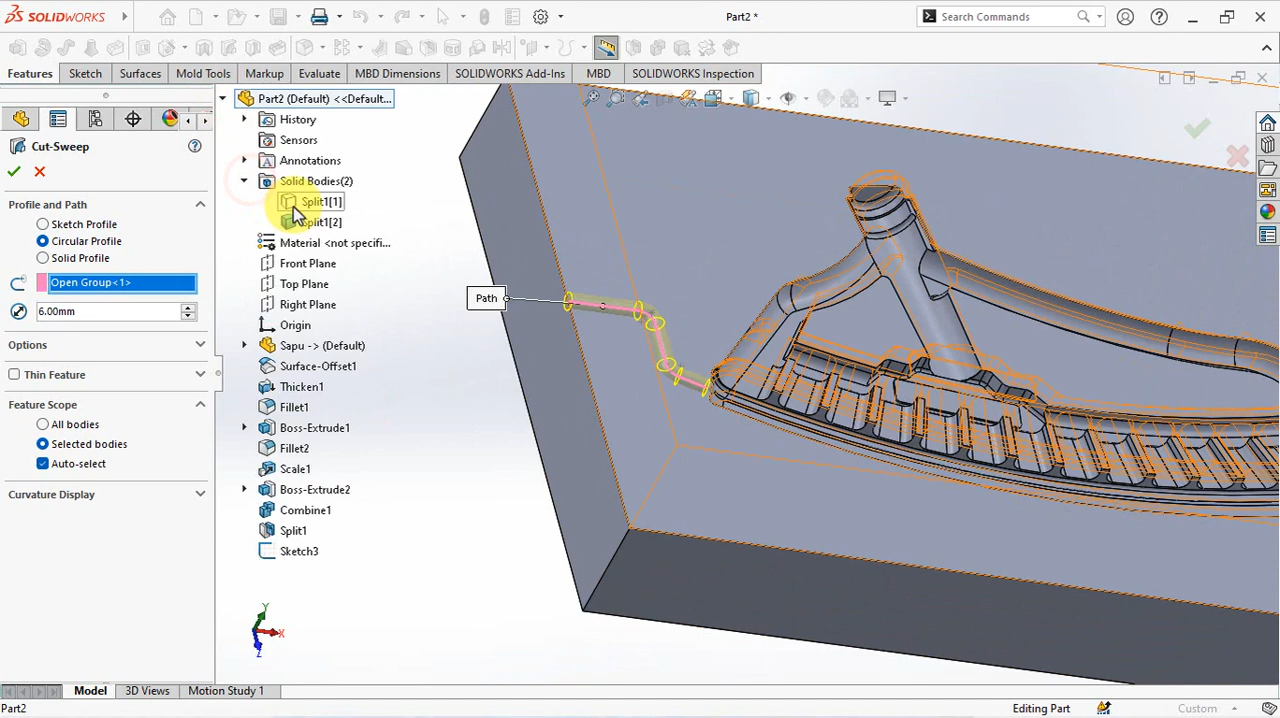 SOLIDWORKS
Part2 *
Search Commands
Features
Sketch
Surfaces
Mold Tools
Markup
Evaluate
MBD Dimensions
SOLIDWORKS Add-Ins
MBD
SOLIDWORKS Inspection
Cut-Sweep
Profile and Path
Sketch Profile
Circular Profile
Solid Profile
Open Group<1>
6.00mm
Options
Thin Feature
Feature Scope
All bodies
Selected bodies
Auto-select
Curvature Display
Part2 (Default) <<Default...
History
Sensors
Annotations
Solid Bodies(2)
Split1[1]
Split1[2]
Material <not specifi...
Front Plane
Top Plane
Right Plane
Origin
Sapu -> (Default)
Surface-Offset1
Thicken1
Fillet1
Boss-Extrude1
Fillet2
Scale1
Boss-Extrude2
Combine1
Split1
Sketch3
Path
Y
X
Z
Model
3D Views
Motion Study 1
Part2
Editing Part
Custom